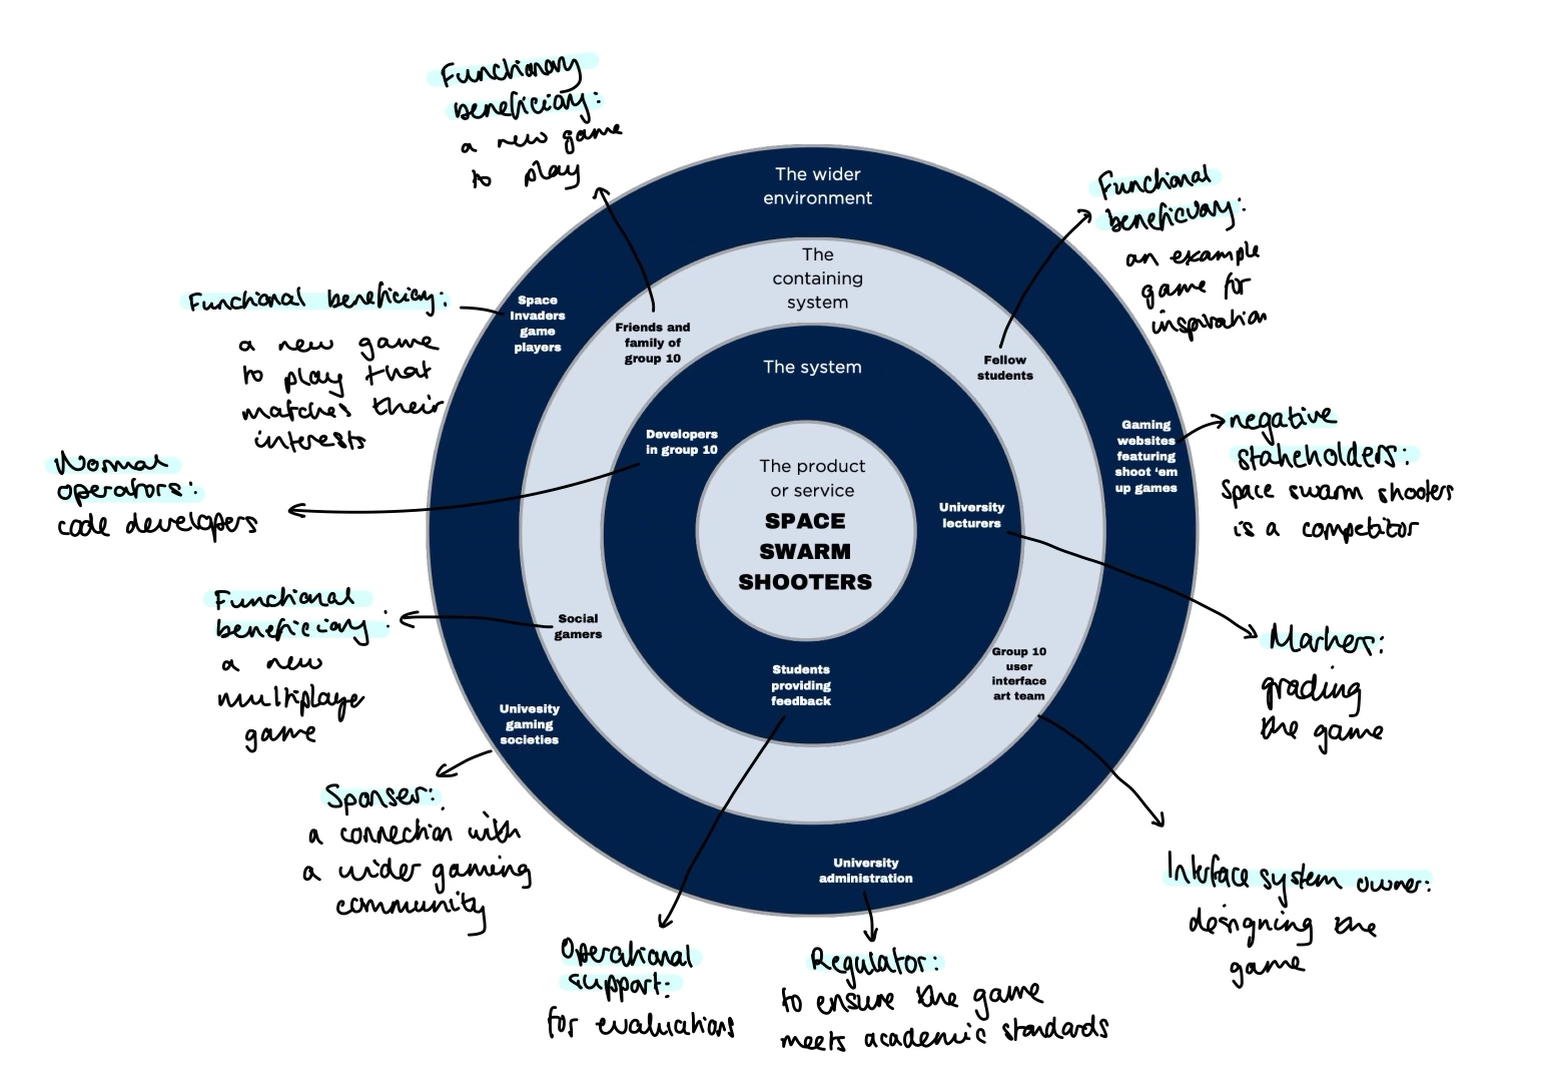 Functionary
beneficiary:
a new game
to play
The wider
environment
Functional
beneficiary:
an example
game for
inspiration
The
containing
system
Functional beneficiary:
a new game
to play that
matches their
interests
Space
Invaders
game
players
Friends and
family of
group 10
Fellow
students
The system
Developers
in group 10
Gaming
websites
featuring
shoot ‘em
up games
negative
stakeholders:
Space swarm shooters
is a competitor
Normal
operators:
code developers
The product
or service
SPACE
SWARM
SHOOTERS
University
lecturers
Functional
beneficiary:
a new
multiplayer
game
Social
gamers
Markers:
grading
the game
Students
providing
feedback
Group 10
user
interface
art team
Univesity
gaming
societies
Sponser:
a connection with
a wider gaming
community
University
administration
Interface system owner:
designing the
game
Operational
support:
for evaluations
Regulator:
to ensure the game
meets academic standards